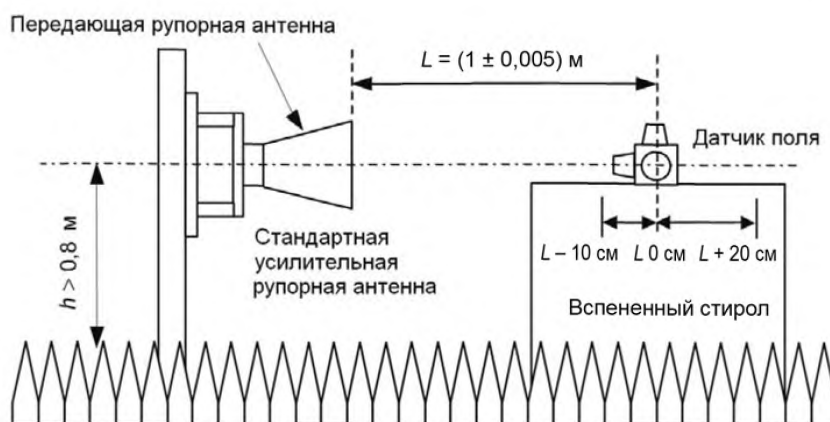 Передающая рупорная антенна
L = (1 ± 0,005) м
Датчик поля
h > 0,8 м
Стандартная
усилительная
рупорная антенна
L – 10 см L 0 см L + 20 см
Вспененный стирол